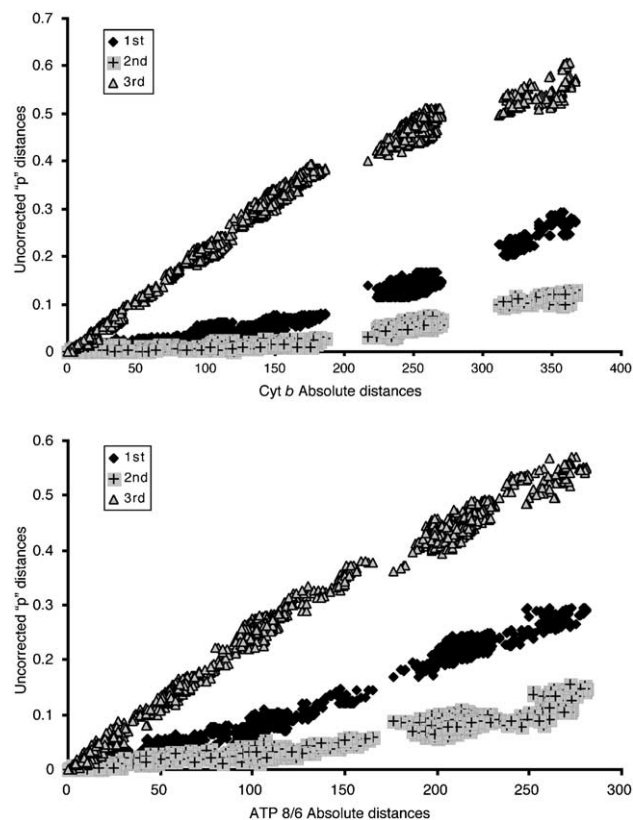 0.7
0.6
0.5
0.4
0.3
0.2
0.1
0
Uncorrected “p” distances
1st
2nd
3rd
0 50 100 150 200 250 300 350 400
Cyt b Absolute distances
0.6
0.5
0.4
0.3
0.2
0.1
0
Uncorrected “p” distances
1st
2nd
3rd
0 50 100 150 200 250 300
ATP 8/6 Absolute distances